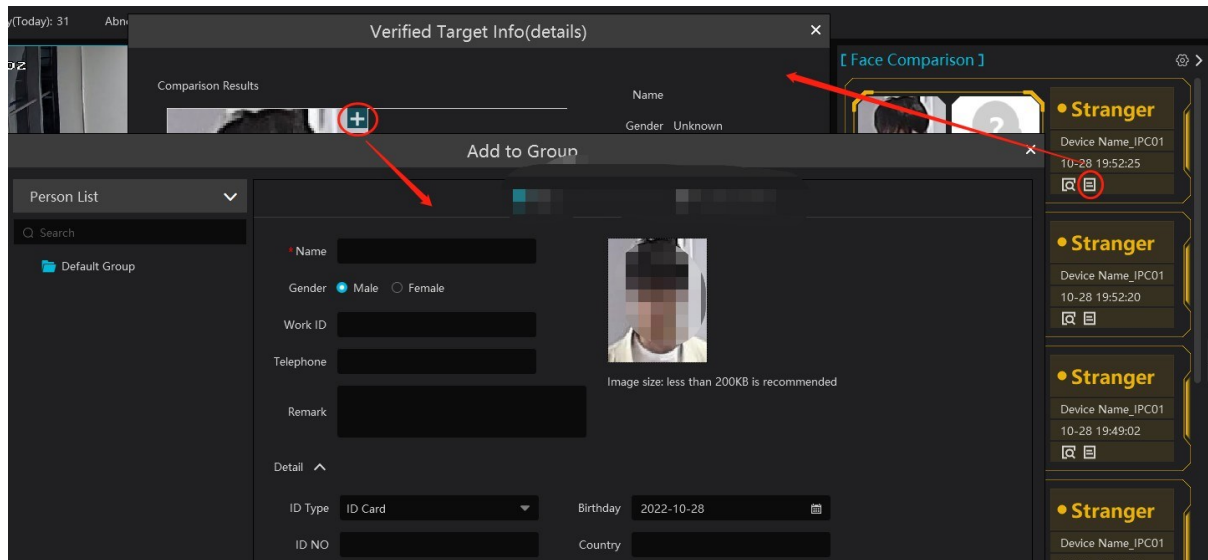 y(Today): 31 Abn
Verified Target Info(details)
[ Face Comparison ]
Comparison Results
Name
Gender Unknown
Stranger
Device Name_IPC01
10-28 19:52:25
Add to Group
Person List
Search
Default Group
* Name
Gender Male Female
Work ID
Telephone
Image size: less than 200KB is recommended
Remark
Detail
ID Type ID Card
Birthday 2022-10-28
ID NO
Country
Stranger
Device Name_IPC01
10-28 19:52:20
Stranger
Device Name_IPC01
10-28 19:49:02
Stranger
Device Name_IPC01